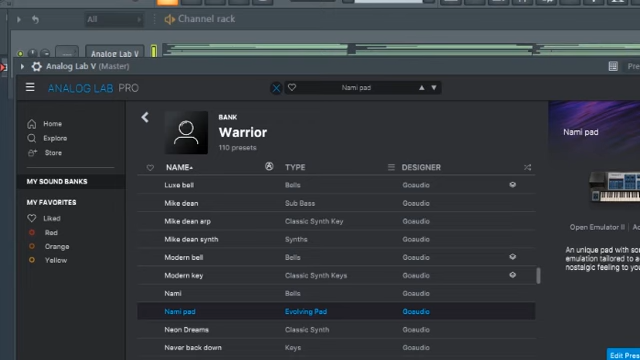 All
Channel rack
Analog Lab V
Analog Lab V (Master)
Pre
ANALOG LAB PRO
Nami pad
Home
Explore
Store
MY SOUND BANKS
MY FAVORITES
Liked
Red
Orange
Yellow
BANK
Warrior
110 presets
NAME TYPE DESIGNER
Luxe bell Bells Goaudio
Mike dean Sub Bass Goaudio
Mike dean arp Classic Synth Key Goaudio
Mike dean synth Synths Goaudio
Modern bell Bells Goaudio
Modern key Classic Synth Keys Goaudio
Nami Bells Goaudio
Nami pad Evolving Pad Goaudio
Neon Dreams Classic Synth Goaudio
Never back down Keys Goaudio
Nami pad
Open Emulator II
An unique pad with so
emulation tailored to a
nostalgic feeling to you
Edit Pres